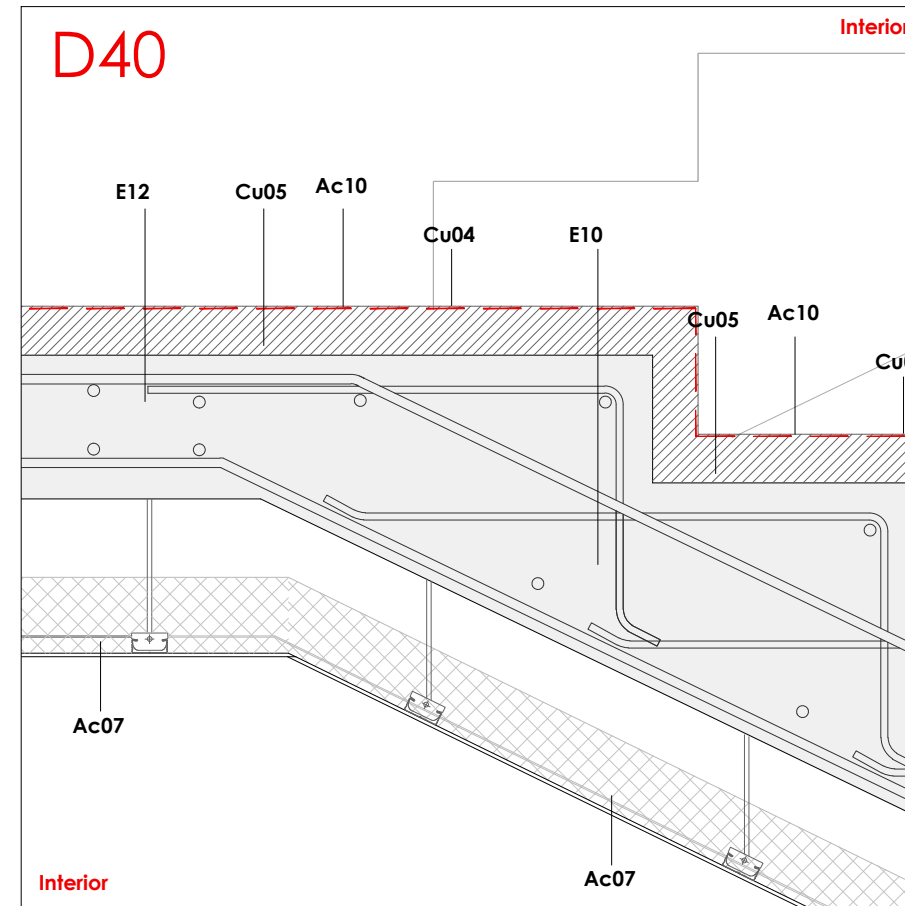 Interior
D40
E12 Cu05 Ac10
Cu04 E10
Cu05 Ac10
Ac07
Ac07
Interior